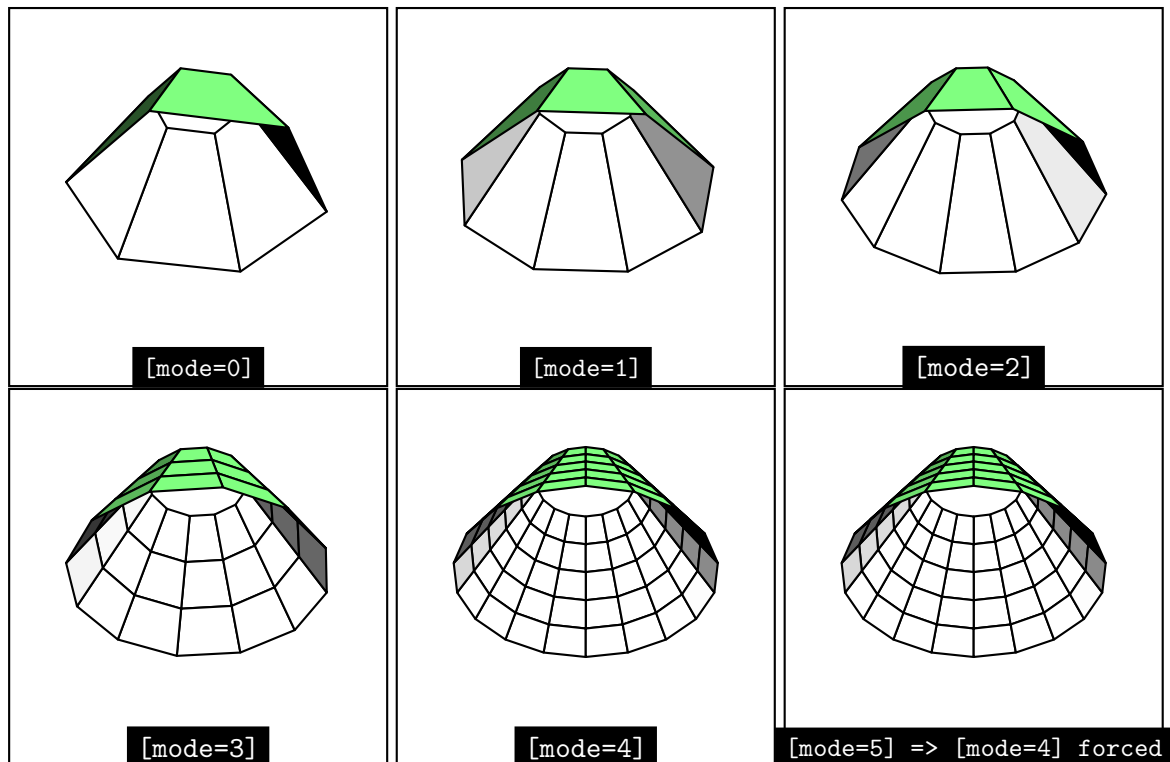 [mode=0]
[mode=1]
[mode=2]
[mode=3]
[mode=4]
[mode=5] => [mode=4] forced